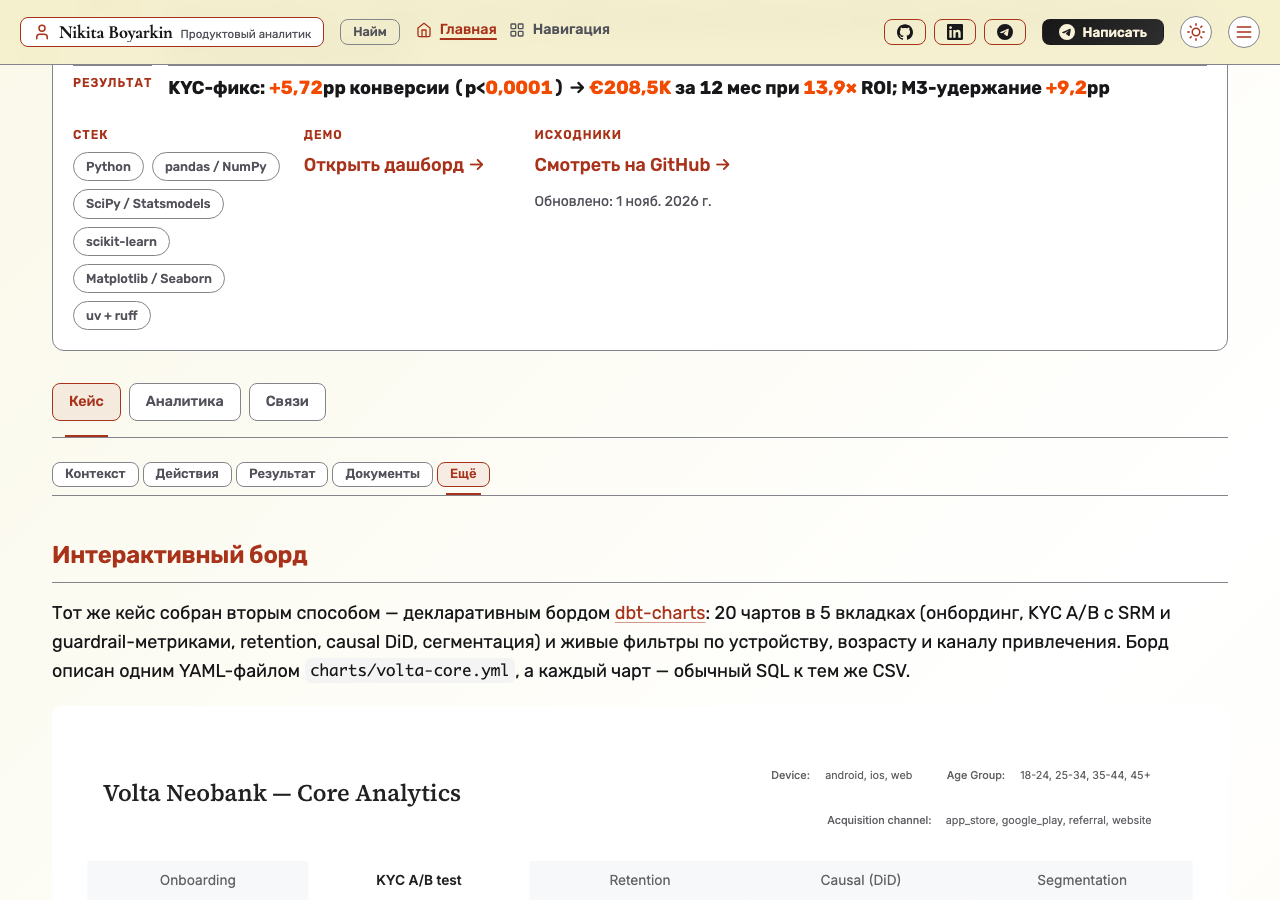 Nikita Boyarkin Продуктовый аналитик Найм Главная Навигация Написать
РЕЗУЛЬТАТ KYC-фикс: +5,72pp конверсии (p<0,0001) → €208,5K за 12 мес при 13,9× ROI; M3-удержание +9,2pp
СТЕК ДЕМО ИСХОДНИКИ
Python pandas / NumPy Открыть дашборд → Смотреть на GitHub →
SciPy / Statsmodels Обновлено: 1 нояб. 2026 г.
scikit-learn
Matplotlib / Seaborn
uv + ruff
Кейс Аналитика Связи
Контекст Действия Результат Документы Ещё
Интерактивный борд
Тот же кейс собран вторым способом — декларативным бордом dbt-charts: 20 чартов в 5 вкладках (онбординг, KYC A/B с SRM и
guardrail-метриками, retention, causal DiD, сегментация) и живые фильтры по устройству, возрасту и каналу привлечения. Борд
описан одним YAML-файлом charts/volta-core.yml, а каждый чарт — обычный SQL к тем же CSV.
Device: android, ios, web Age Group: 18-24, 25-34, 35-44, 45+
Volta Neobank — Core Analytics
Acquisition channel: app_store, google_play, referral, website
Onboarding KYC A/B test Retention Causal (DiD) Segmentation